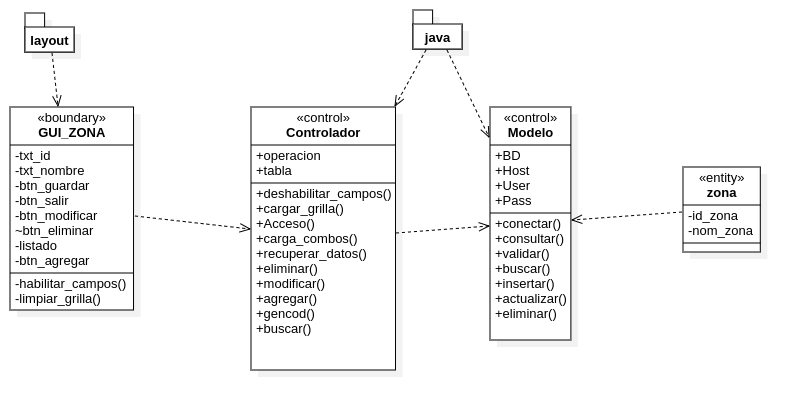 layout
java
«boundary»
GUI_ZONA
-txt_id
-txt_nombre
-btn_guardar
-btn_salir
-btn_modificar
~btn_eliminar
-listado
-btn_agregar
-habilitar_campos()
-limpiar_grilla()
«control»
Controlador
+operacion
+tabla
+deshabilitar_campos()
+cargar_grilla()
+Acceso()
+carga_combos()
+recuperar_datos()
+eliminar()
+modificar()
+agregar()
+gencod()
+buscar()
«control»
Modelo
+BD
+Host
+User
+Pass
+conectar()
+consultar()
+validar()
+buscar()
+insertar()
+actualizar()
+eliminar()
«entity»
zona
-id_zona
-nom_zona